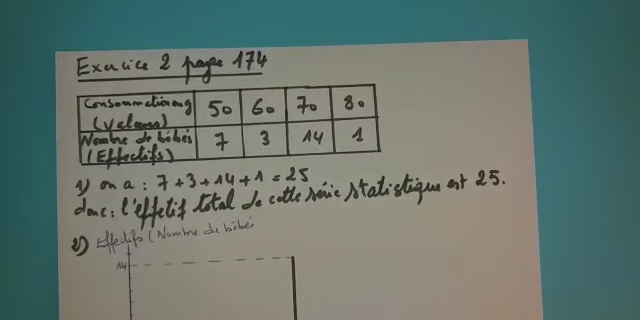 Exercice 2 page 174
Consommation en g (Valeurs) 50 60 70 80
Nombre de bébés (Effectifs) 7 3 14 1
1) on a : 7 + 3 + 14 + 1 = 25
donc : l'effetif total de cette série statistique est 25.
2) Effectifs (Nombre de bébés
14